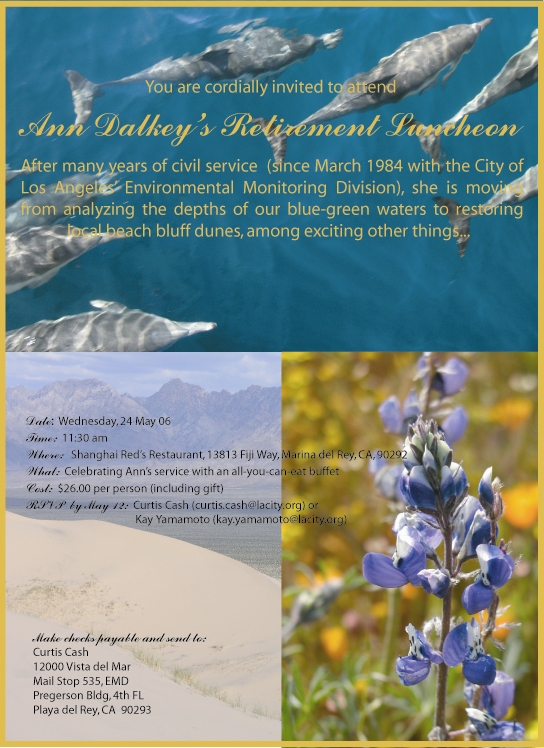 You are cordially invited to attend
Ann Dalkey's Retirement Luncheon
After many years of civil service (since March 1984 with the City of
Los Angeles' Environmental Monitoring Division), she is moving
from analyzing the depths of our blue-green waters to restoring
local beach bluff dunes, among exciting other things...
Date: Wednesday, 24 May 06
Time: 11:30 am
Where: Shanghai Red's Restaurant, 13813 Fiji Way, Marina del Rey, CA, 90292
What: Celebrating Ann's service with an all-you-can-eat buffet
Cost: $26.00 per person (including gift)
RSVP by May 12: Curtis Cash (curtis.cash@lacity.org) or
Kay Yamamoto (kay.yamamoto@lacity.org)
Make checks payable and send to:
Curtis Cash
12000 Vista del Mar
Mail Stop 535, EMD
Pregerson Bldg, 4th FL
Playa del Rey, CA 90293